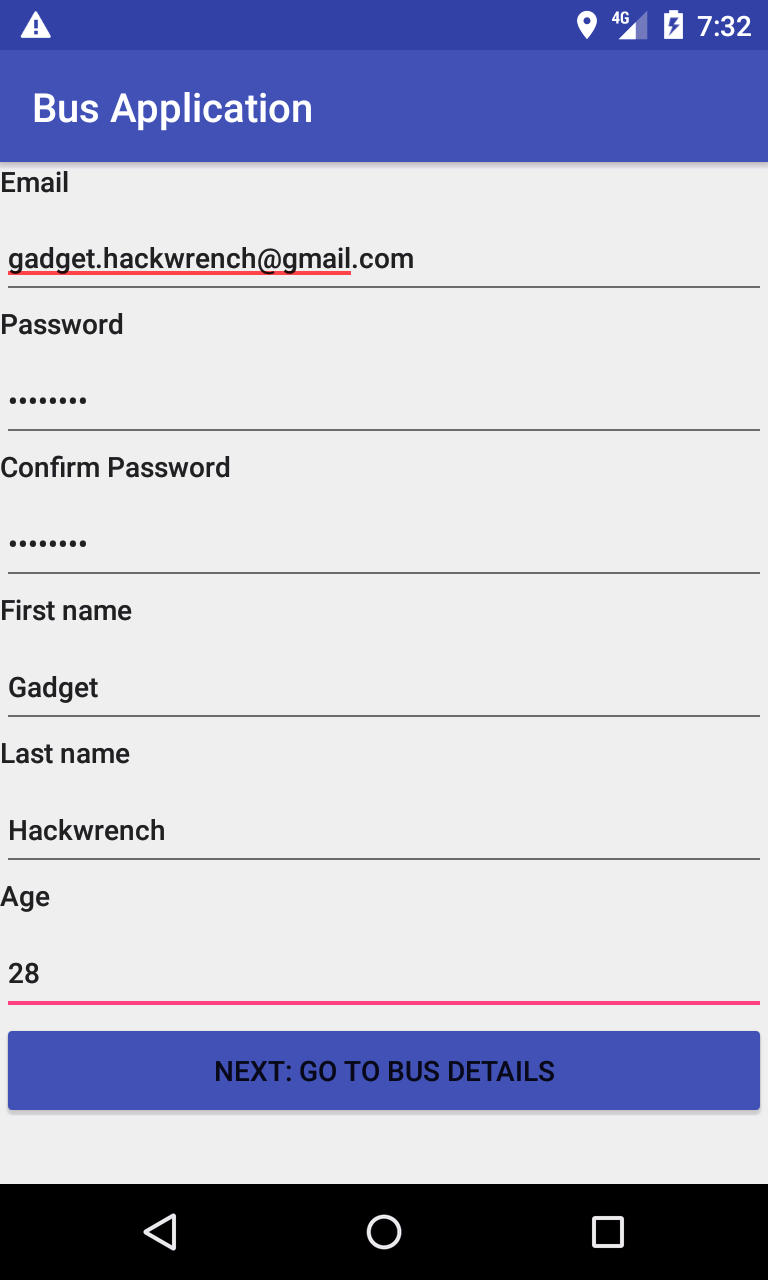 4G 7:32
Bus Application
Email
gadget.hackwrench@gmail.com
Password
••••••••
Confirm Password
••••••••
First name
Gadget
Last name
Hackwrench
Age
28
NEXT: GO TO BUS DETAILS